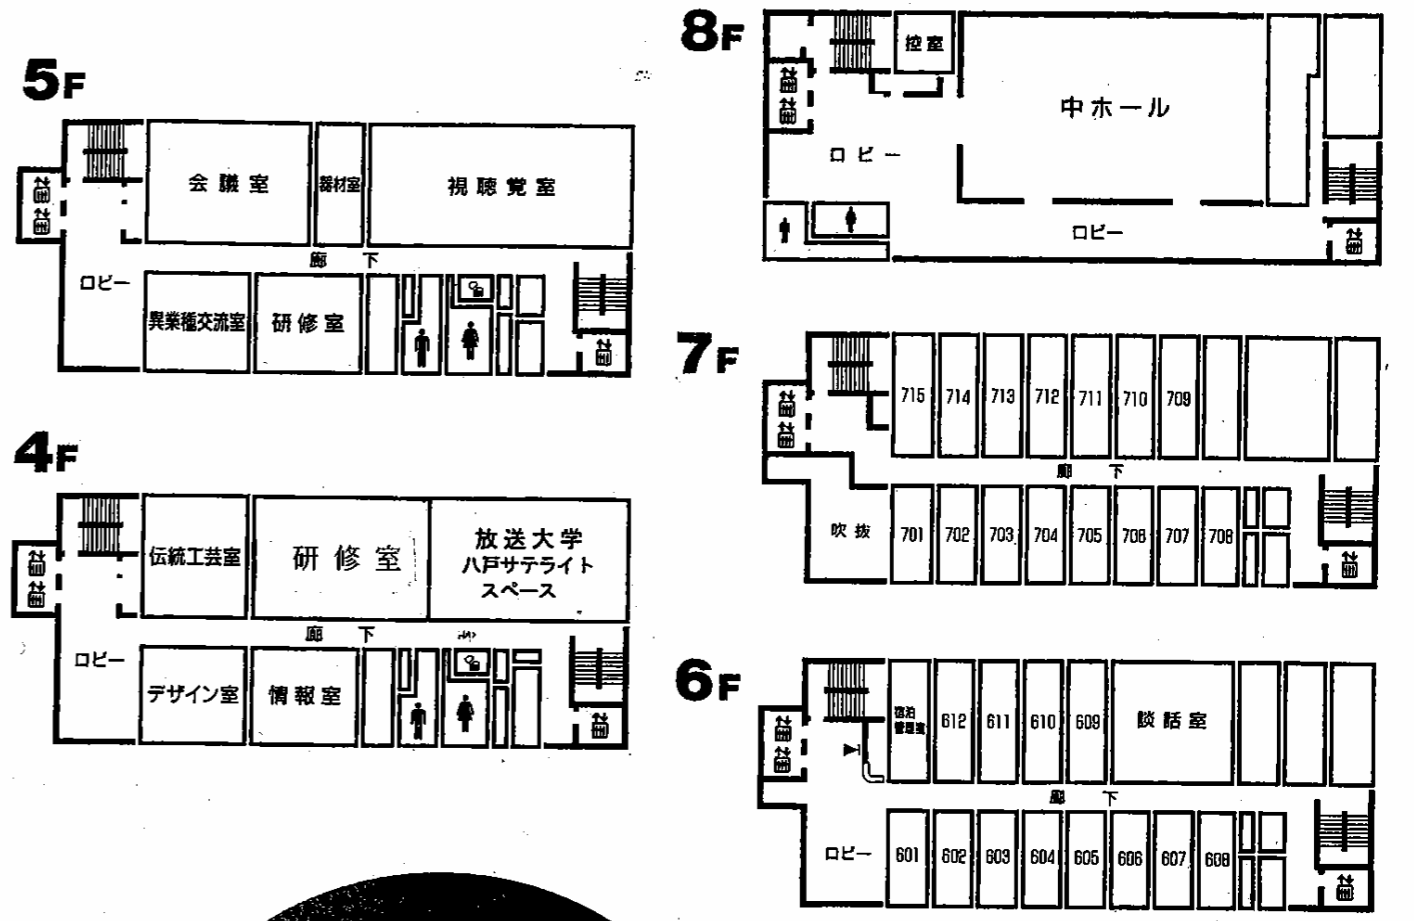 5F
会議室
器材室
視聴覚室
廊下
ロビー
異業種交流室
研修室
4F
伝統工芸室
研修室
放送大学
八戸サテライト
スペース
廊下
ロビー
デザイン室
情報室
8F
控室
中ホール
ロビー
ロビー
7F
715 714 713 712 711 710 709
廊下
吹抜
701 702 703 704 705 706 707 708
6F
宿泊
管理室
612 611 610 609
談話室
廊下
ロビー
601 602 603 604 605 606 607 608